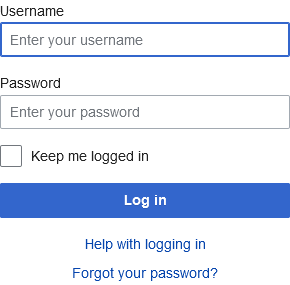 Username
Enter your username
Password
Enter your password
Keep me logged in
Log in
Help with logging in
Forgot your password?